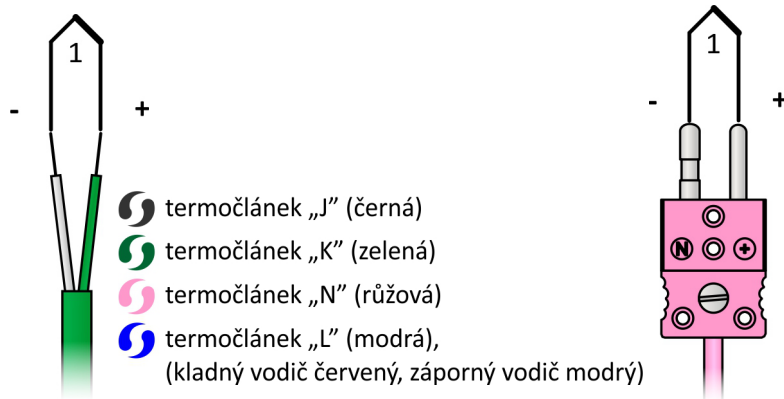 1
1
- +
- +
termočlánek „J” (černá)
termočlánek „K” (zelená)
N +
termočlánek „N” (růžová)
termočlánek „L” (modrá),
(kladný vodič červený, záporný vodič modrý)